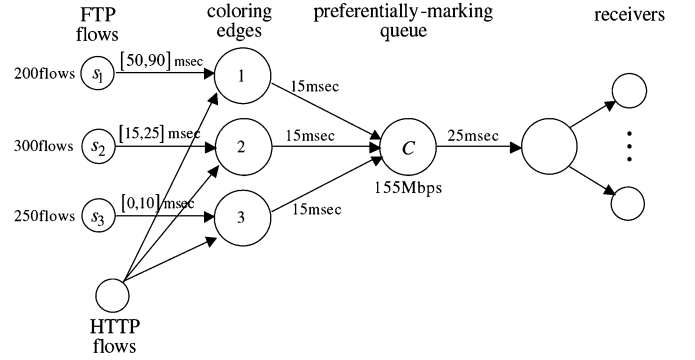 FTP
flows
coloring
edges
preferentially-marking
queue
receivers
200flows
s1
[50,90] msec
1
15msec
300flows
s2
[15,25] msec
2
15msec
C
25msec
155Mbps
250flows
s3
[0,10] msec
3
15msec
HTTP
flows